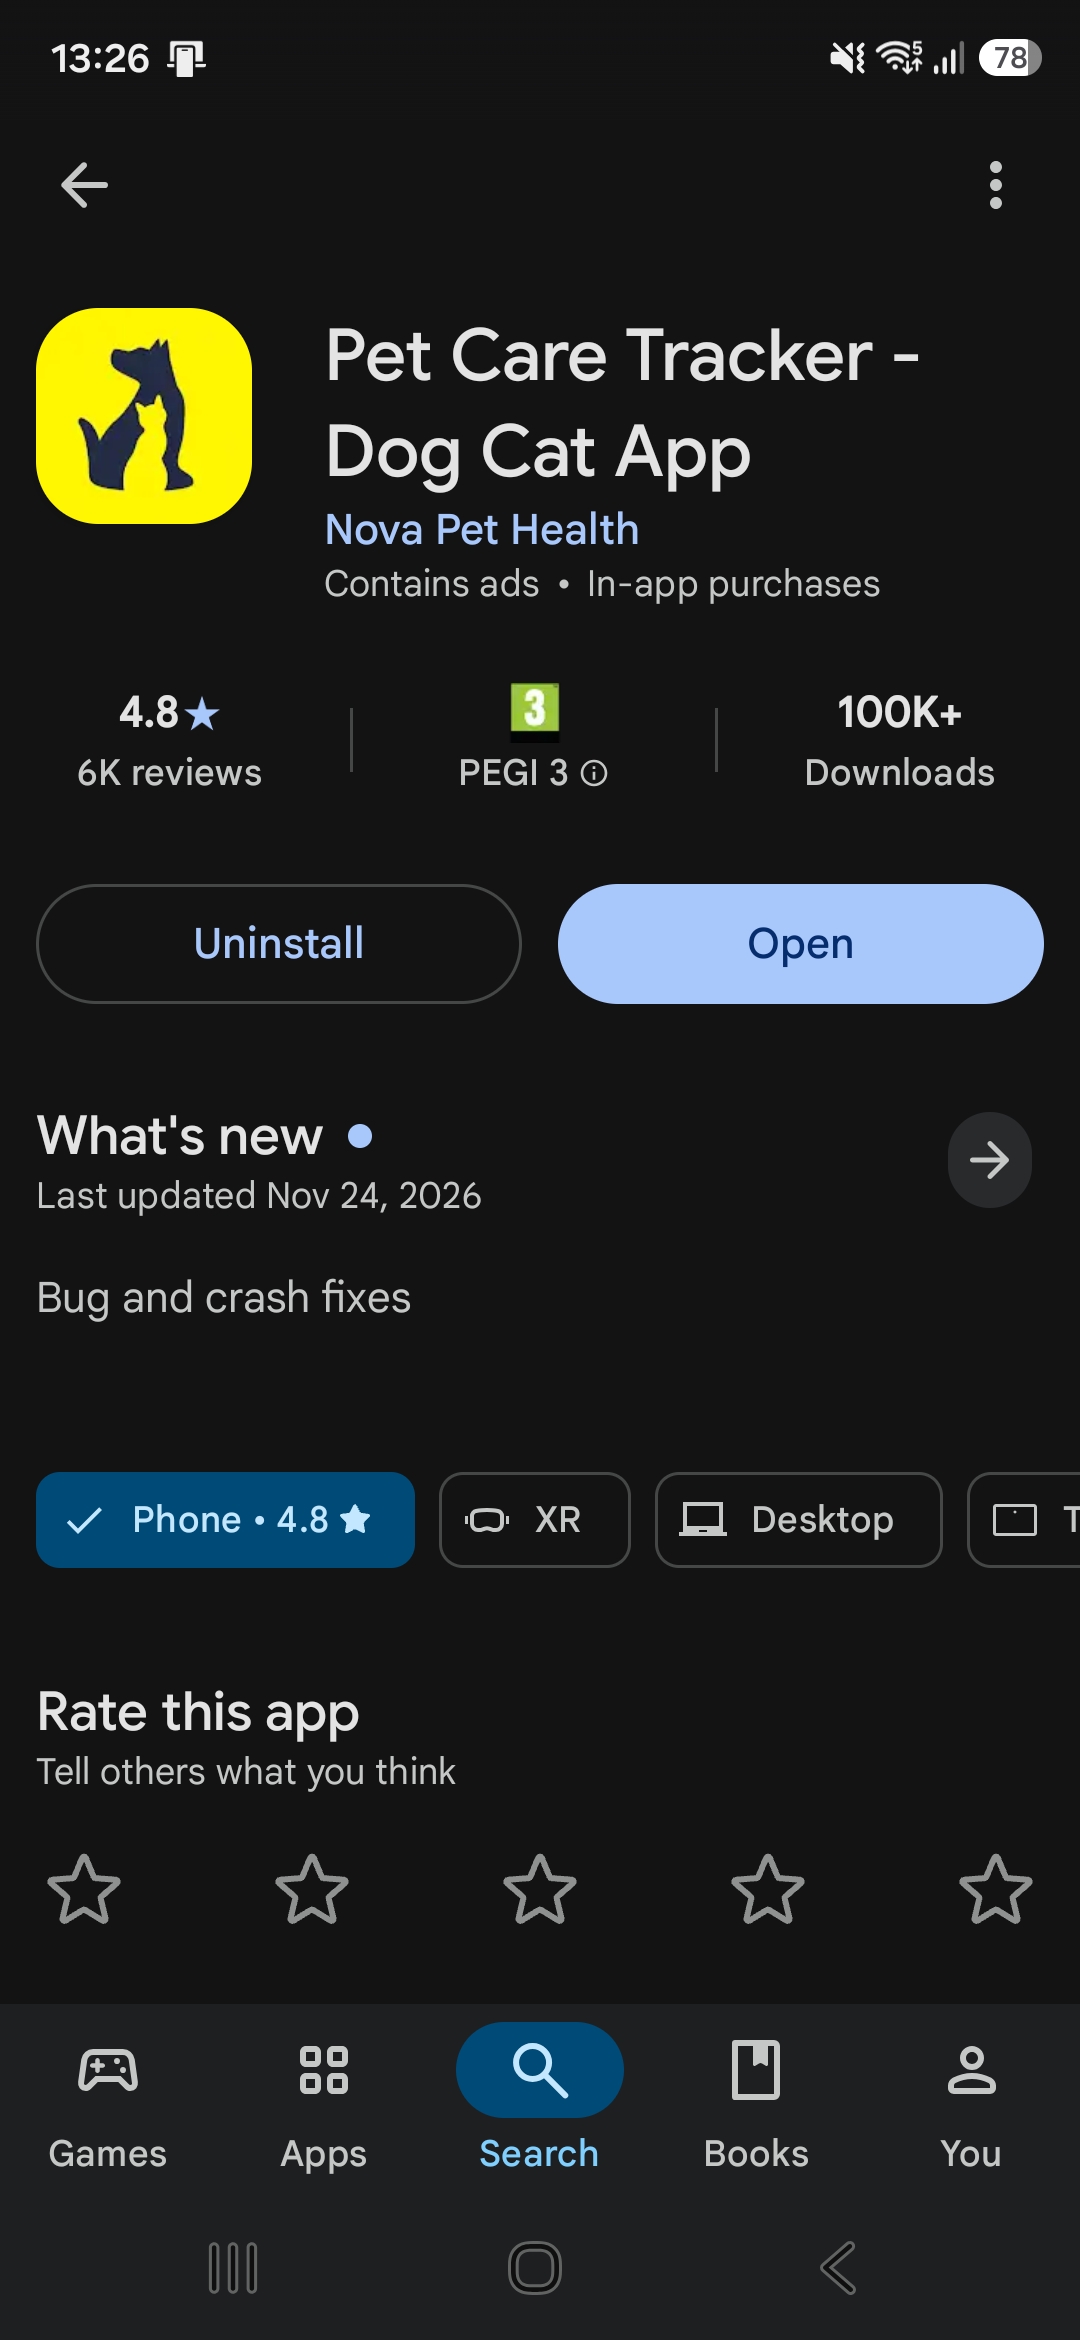 13:26
5
78
Pet Care Tracker -
Dog Cat App
Nova Pet Health
Contains ads • In-app purchases
4.8★
6K reviews
3
PEGI 3
100K+
Downloads
Uninstall
Open
What's new
Last updated Nov 24, 2026
Bug and crash fixes
Phone • 4.8 ★
XR
Desktop
T
Rate this app
Tell others what you think
Games
Apps
Search
Books
You